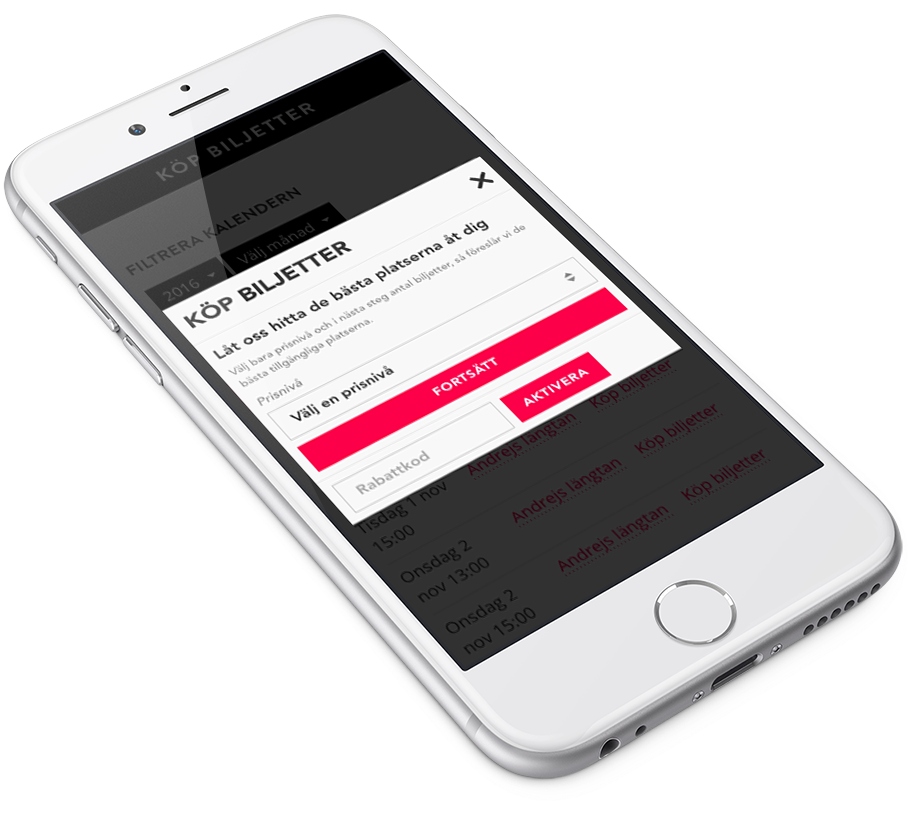 KÖP BILJETTER
FILTRERA KALENDERN
2016 Välj månad
KÖP BILJETTER
Låt oss hitta de bästa platserna åt dig
Välj bara prisnivå och i nästa steg antal biljetter, så föreslår vi de
bästa tillgängliga platserna.
Prisnivå
Välj en prisnivå
FORTSÄTT
Rabattkod AKTIVERA
Tisdag 1 nov
15:00
Andrejs längtan Köp biljetter
Onsdag 2
nov 13:00
Andrejs längtan Köp biljetter
Onsdag 2
nov 15:00
Andrejs längtan Köp biljetter